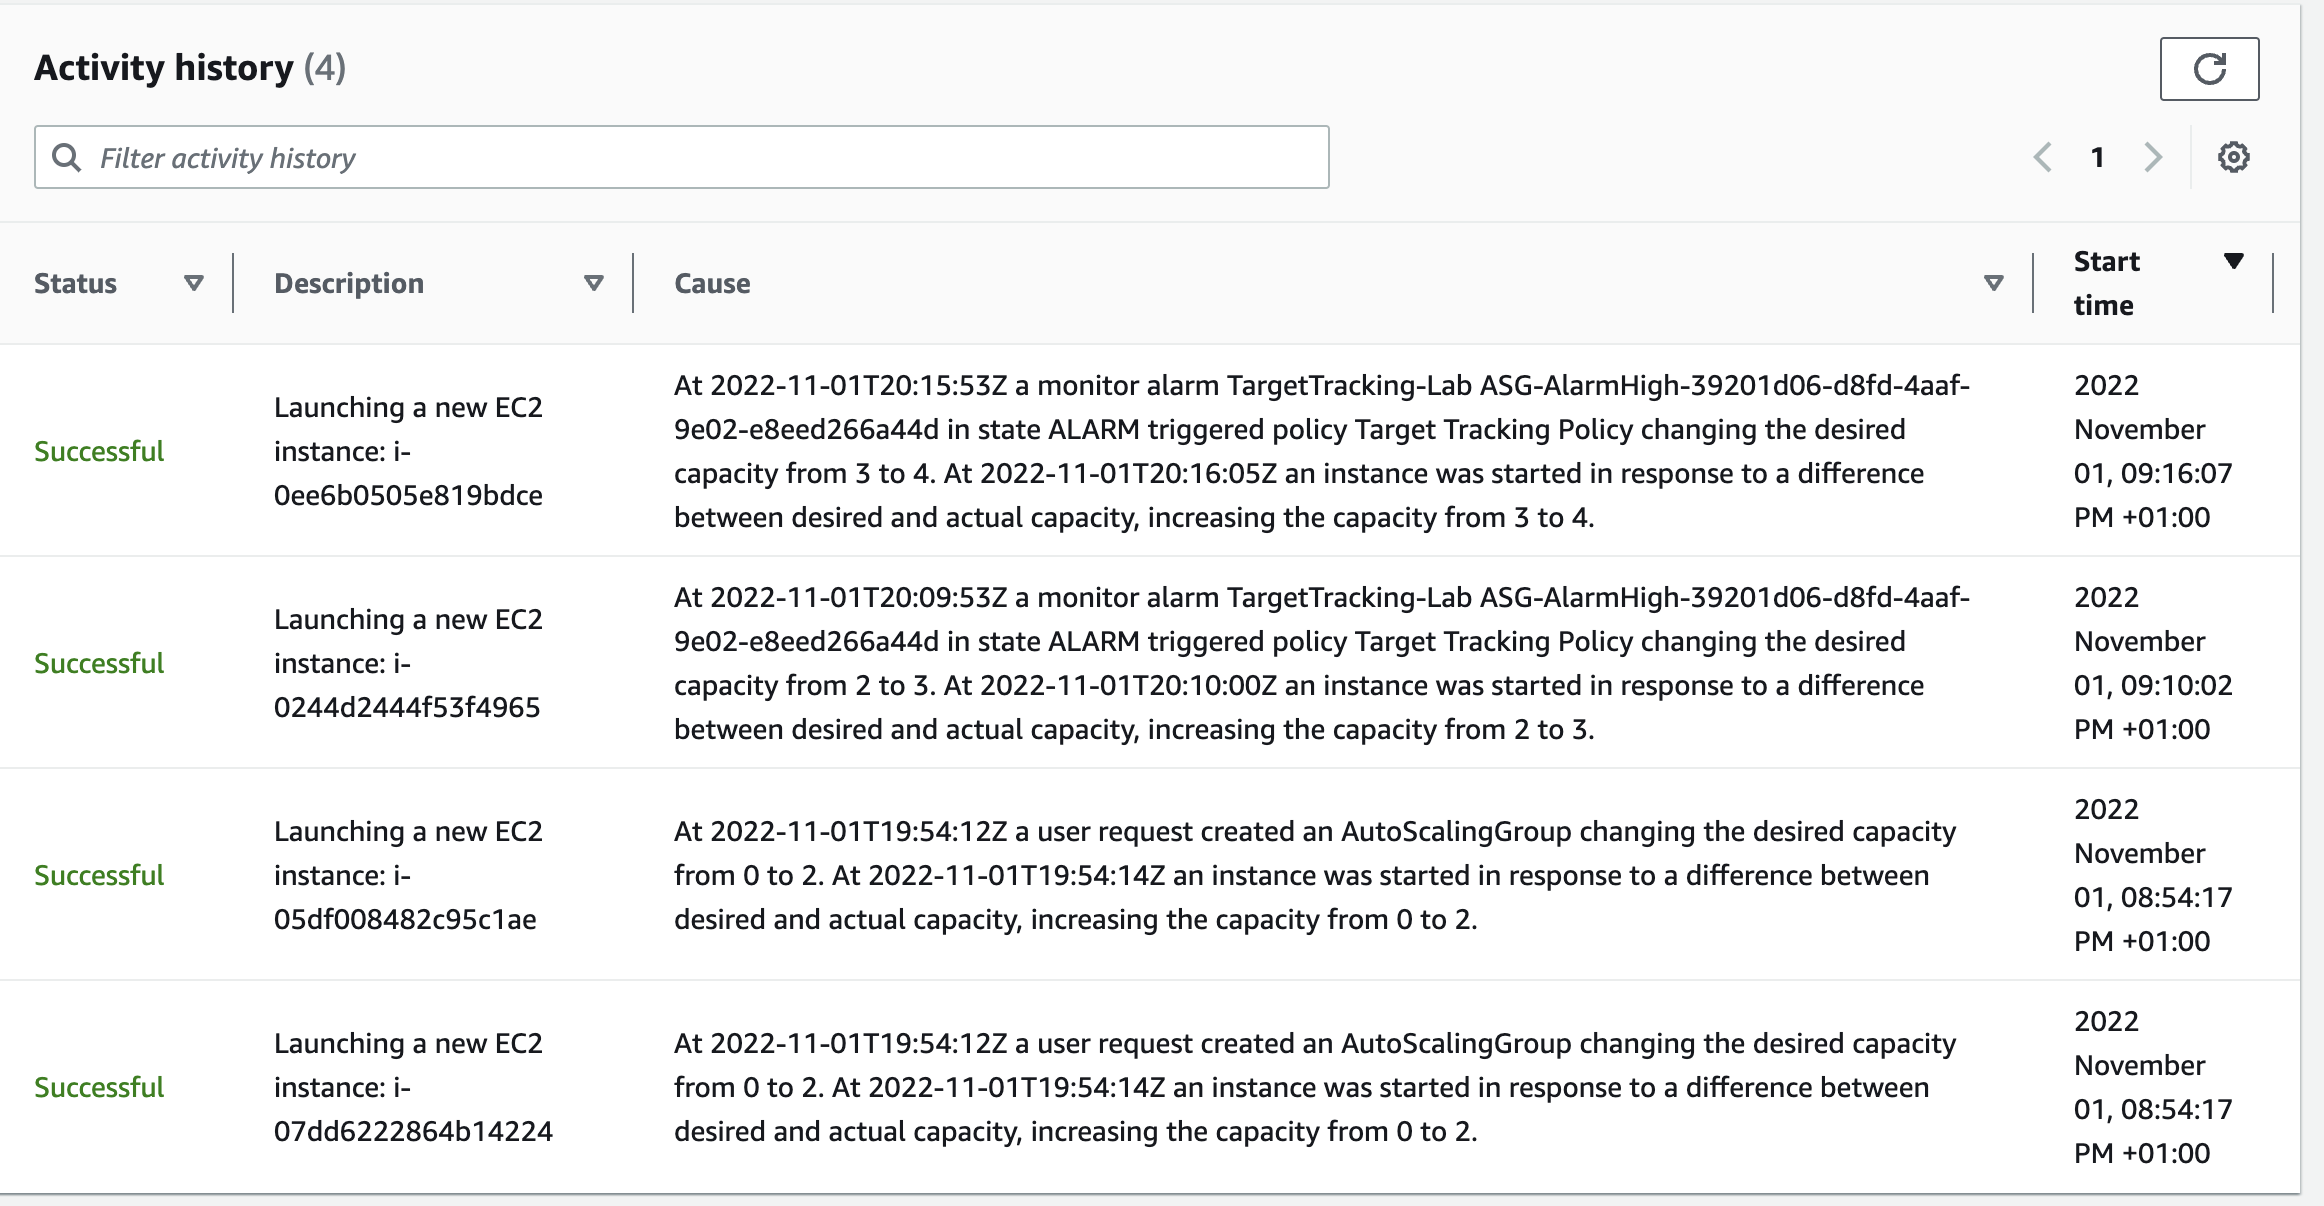 Activity history (4)
Filter activity history
1
Status
Description
Cause
Start
time
Successful
Launching a new EC2
instance: i-
0ee6b0505e819bdce
At 2022-11-01T20:15:53Z a monitor alarm TargetTracking-Lab ASG-AlarmHigh-39201d06-d8fd-4aaf-
9e02-e8eed266a44d in state ALARM triggered policy Target Tracking Policy changing the desired
capacity from 3 to 4. At 2022-11-01T20:16:05Z an instance was started in response to a difference
between desired and actual capacity, increasing the capacity from 3 to 4.
2022
November
01, 09:16:07
PM +01:00
Successful
Launching a new EC2
instance: i-
0244d2444f53f4965
At 2022-11-01T20:09:53Z a monitor alarm TargetTracking-Lab ASG-AlarmHigh-39201d06-d8fd-4aaf-
9e02-e8eed266a44d in state ALARM triggered policy Target Tracking Policy changing the desired
capacity from 2 to 3. At 2022-11-01T20:10:00Z an instance was started in response to a difference
between desired and actual capacity, increasing the capacity from 2 to 3.
2022
November
01, 09:10:02
PM +01:00
Successful
Launching a new EC2
instance: i-
05df008482c95c1ae
At 2022-11-01T19:54:12Z a user request created an AutoScalingGroup changing the desired capacity
from 0 to 2. At 2022-11-01T19:54:14Z an instance was started in response to a difference between
desired and actual capacity, increasing the capacity from 0 to 2.
2022
November
01, 08:54:17
PM +01:00
Successful
Launching a new EC2
instance: i-
07dd6222864b14224
At 2022-11-01T19:54:12Z a user request created an AutoScalingGroup changing the desired capacity
from 0 to 2. At 2022-11-01T19:54:14Z an instance was started in response to a difference between
desired and actual capacity, increasing the capacity from 0 to 2.
2022
November
01, 08:54:17
PM +01:00